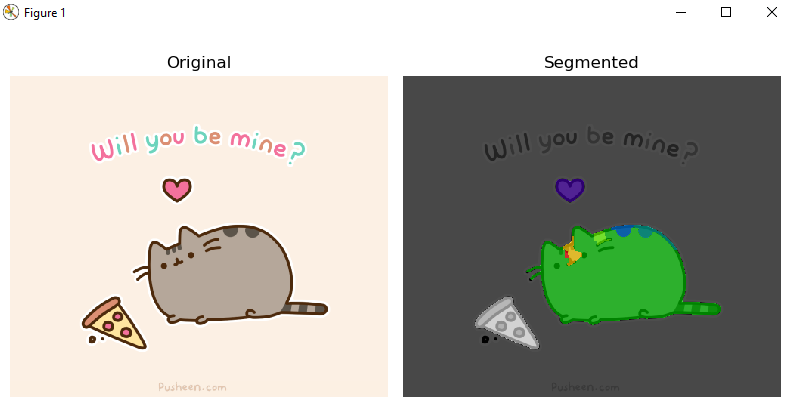 Figure 1
Original
Segmented
Will you be mine?
Will you be mine?
Pusheen.com
Pusheen.com